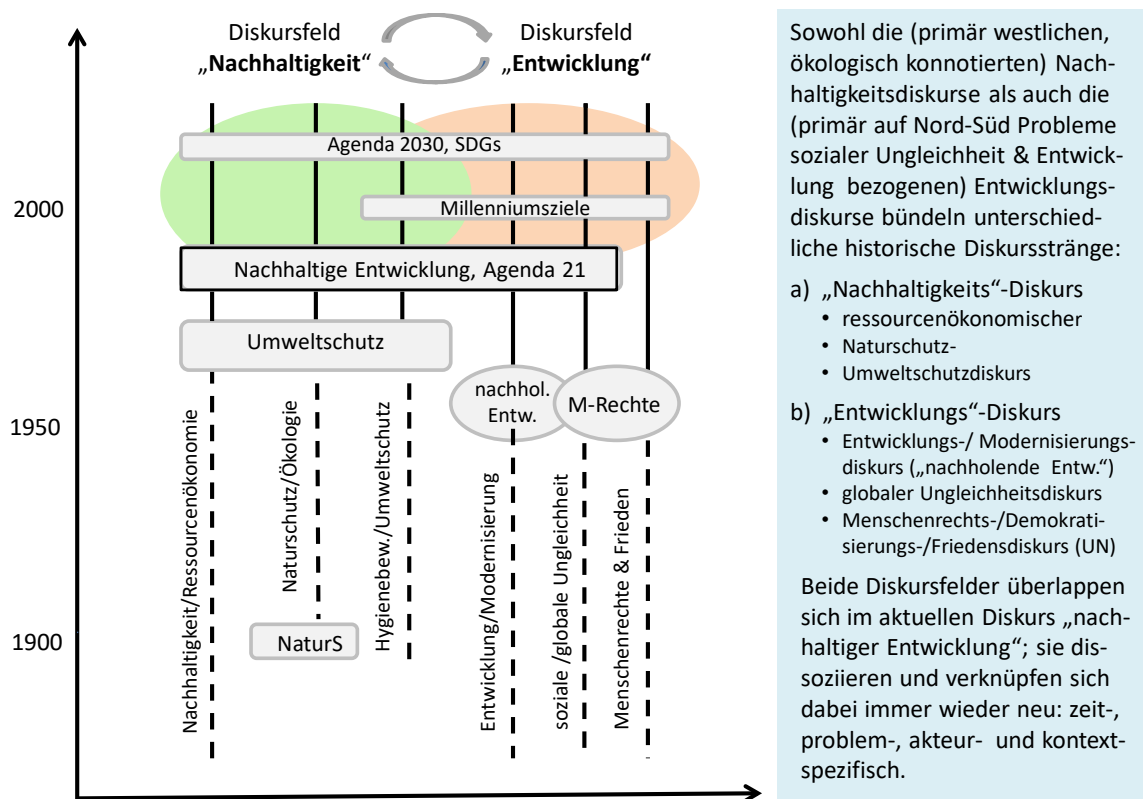 Diskursfeld
„Nachhaltigkeit“
Diskursfeld
„Entwicklung“
Agenda 2030, SDGs
2000
Millenniumsziele
Nachhaltige Entwicklung, Agenda 21
Umweltschutz
nachhol.
Entw.
M-Rechte
1950
Nachhaltigkeit/Ressourcenökonomie
Naturschutz/Ökologie
Hygienebew./Umweltschutz
Entwicklung/Modernisierung
soziale /globale Ungleichheit
Menschenrechte & Frieden
1900
NaturS
Sowohl die (primär westlichen,
ökologisch konnotierten) Nach-
haltigkeitsdiskurse als auch die
(primär auf Nord-Süd Probleme
sozialer Ungleichheit & Entwick-
lung bezogenen) Entwicklungs-
diskurse bündeln unterschied-
liche historische Diskursstränge:
a) „Nachhaltigkeits“-Diskurs
• ressourcenökonomischer
• Naturschutz-
• Umweltschutzdiskurs
b) „Entwicklungs“-Diskurs
• Entwicklungs-/ Modernisierungs-
diskurs („nachholende Entw.“)
• globaler Ungleichheitsdiskurs
• Menschenrechts-/Demokrati-
sierungs-/Friedensdiskurs (UN)
Beide Diskursfelder überlappen
sich im aktuellen Diskurs „nach-
haltiger Entwicklung“; sie dis-
soziieren und verknüpfen sich
dabei immer wieder neu: zeit-,
problem-, akteur- und kontext-
spezifisch.